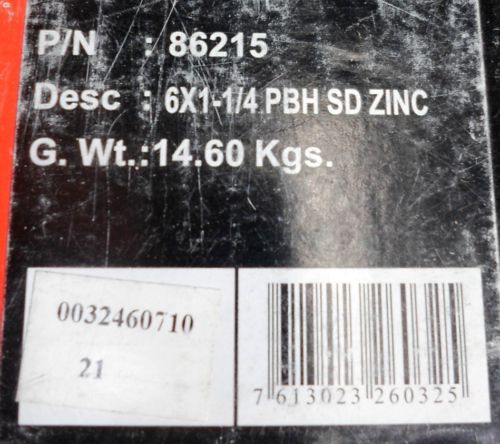 P/N : 86215
Desc : 6X1-1/4 PBH SD ZINC
G. Wt.:14.60 Kgs.
0032460710
21
7 613023 260325